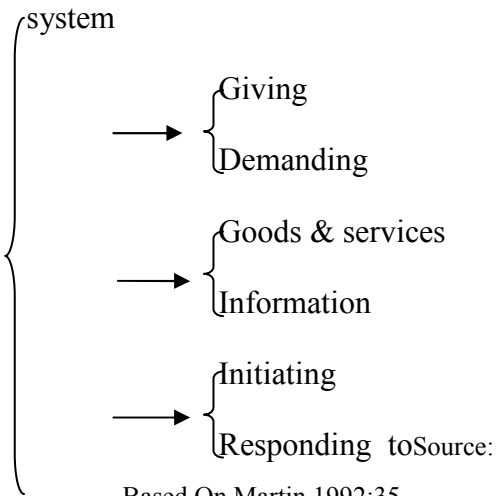 system
Giving
Demanding
Goods & services
Information
Initiating
Responding toSource:
Based On Martin 1992:35